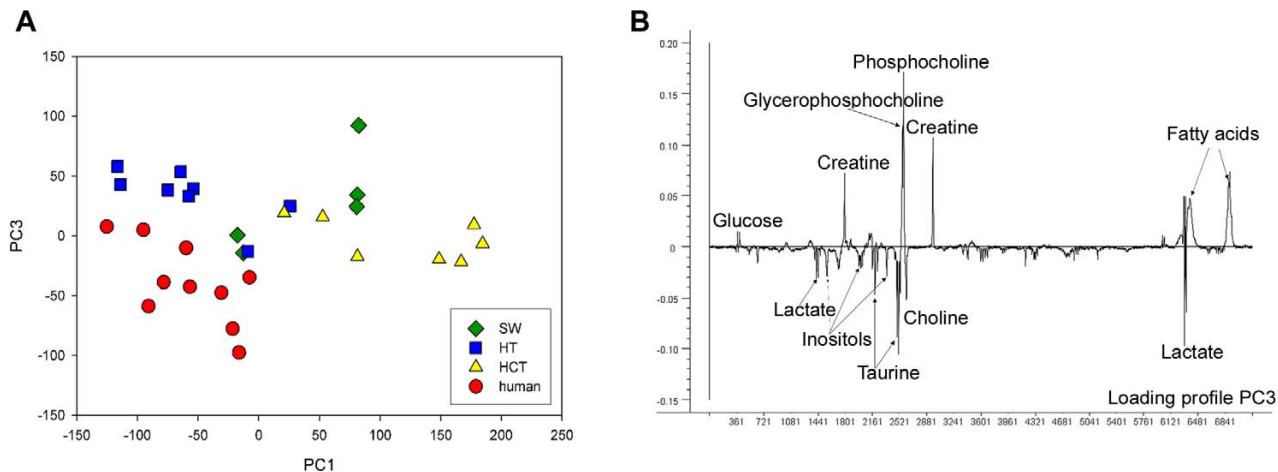 A
150
100
50
0
-50
-100
-150
PC3
-150
-100
-50
0
50
100
150
200
250
PC1
SW
HT
HCT
human
B
0.20
0.15
0.10
0.05
0
-0.05
-0.10
-0.15
Phosphocholine
Glycerophosphocholine
Creatine
Creatine
Fatty acids
Glucose
Lactate
Inositols
Choline
Taurine
Lactate
Loading profile PC3
361 721 1081 1441 1801 2161 2521 2881 3241 3601 3961 4321 4681 5041 5401 5761 6121 6481 6841